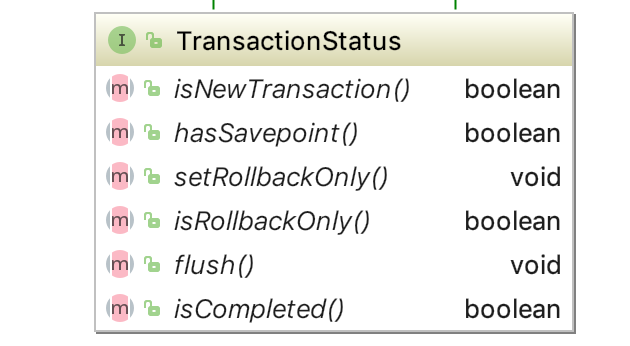 I TransactionStatus
m isNewTransaction() boolean
m hasSavepoint() boolean
m setRollbackOnly() void
m isRollbackOnly() boolean
m flush() void
m isCompleted() boolean